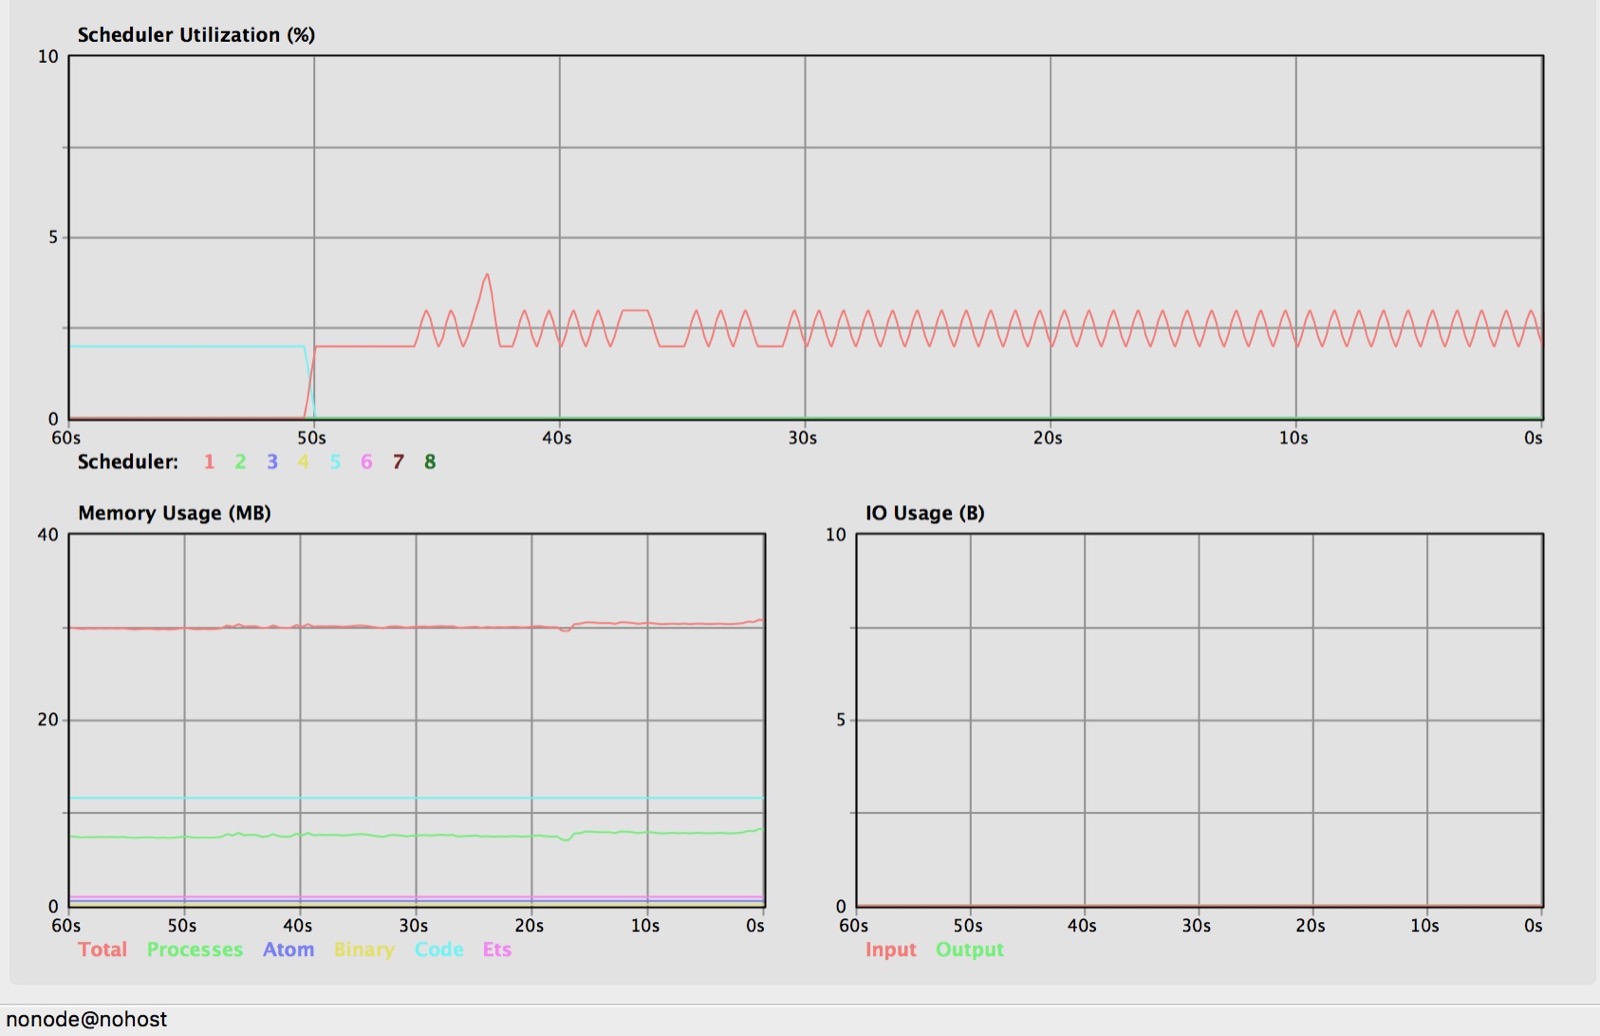 Scheduler Utilization (%)
10
5
0
60s 50s 40s 30s 20s 10s 0s
Scheduler: 1 2 3 4 5 6 7 8
Memory Usage (MB)
40
20
0
60s 50s 40s 30s 20s 10s 0s
Total Processes Atom Binary Code Ets
IO Usage (B)
10
5
0
60s 50s 40s 30s 20s 10s 0s
Input Output
nonode@nohost